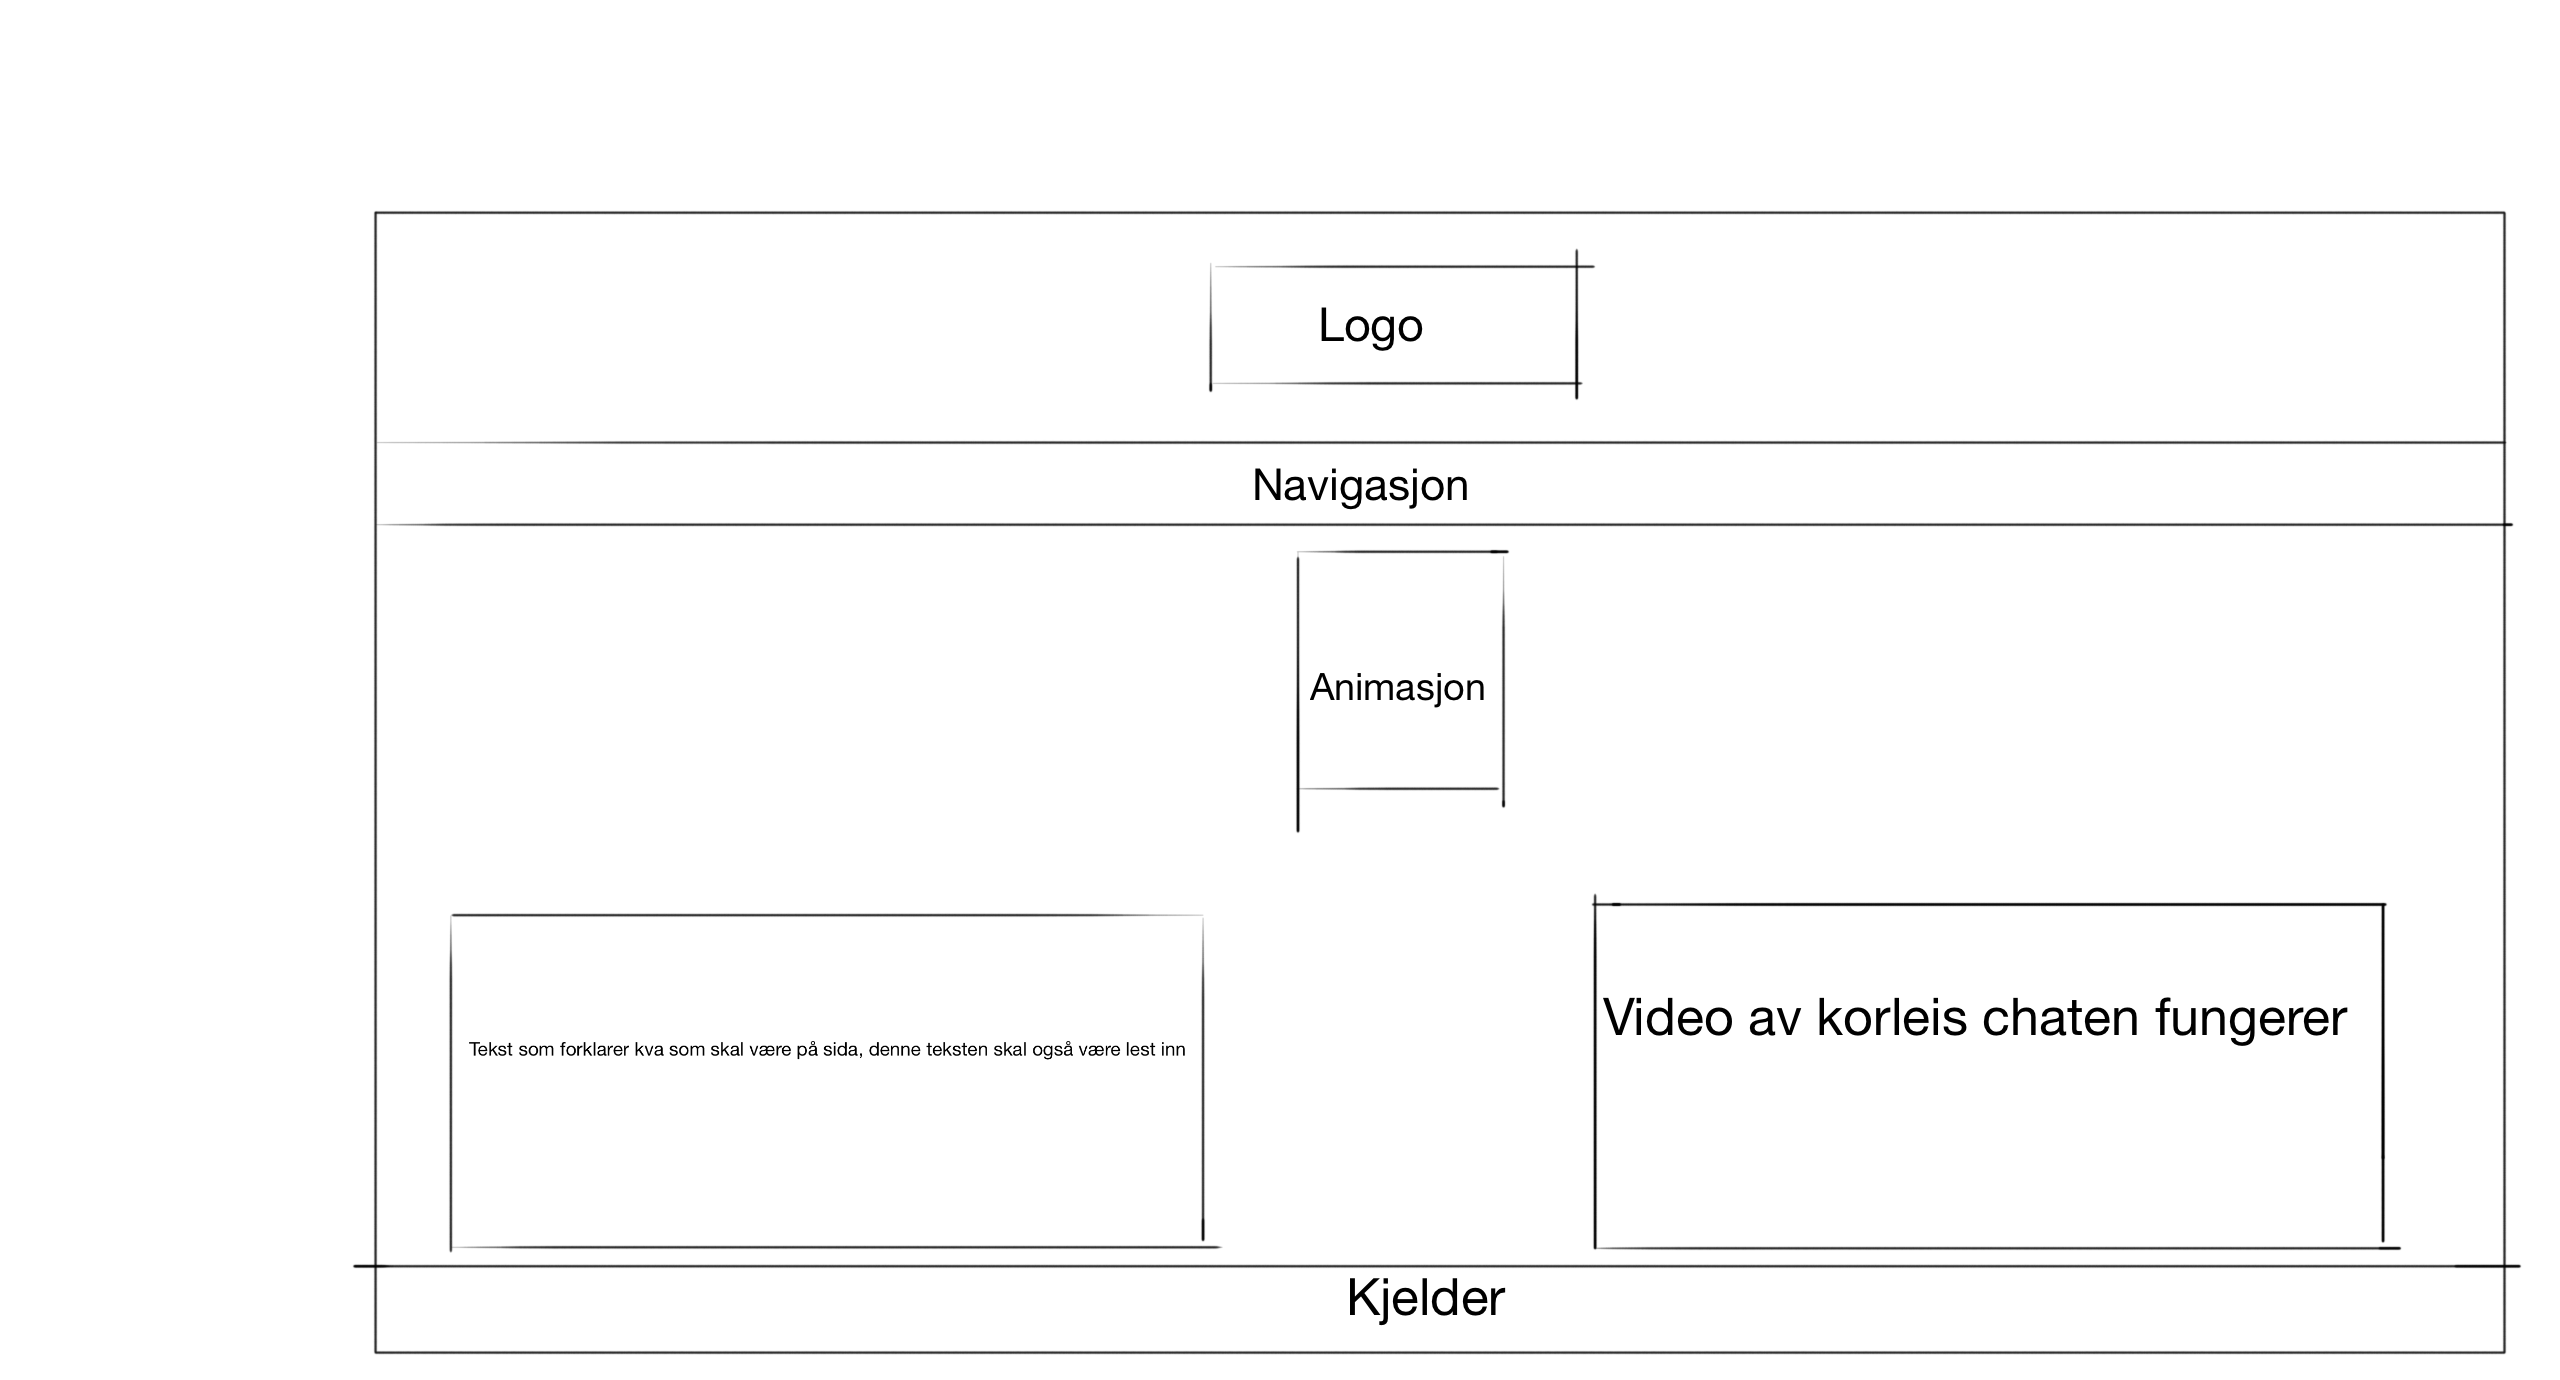 Logo
Navigasjon
Animasjon
Tekst som forklarer kva som skal være på sida, denne teksten skal også være lest inn
Video av korleis chaten fungerer
Kjelder